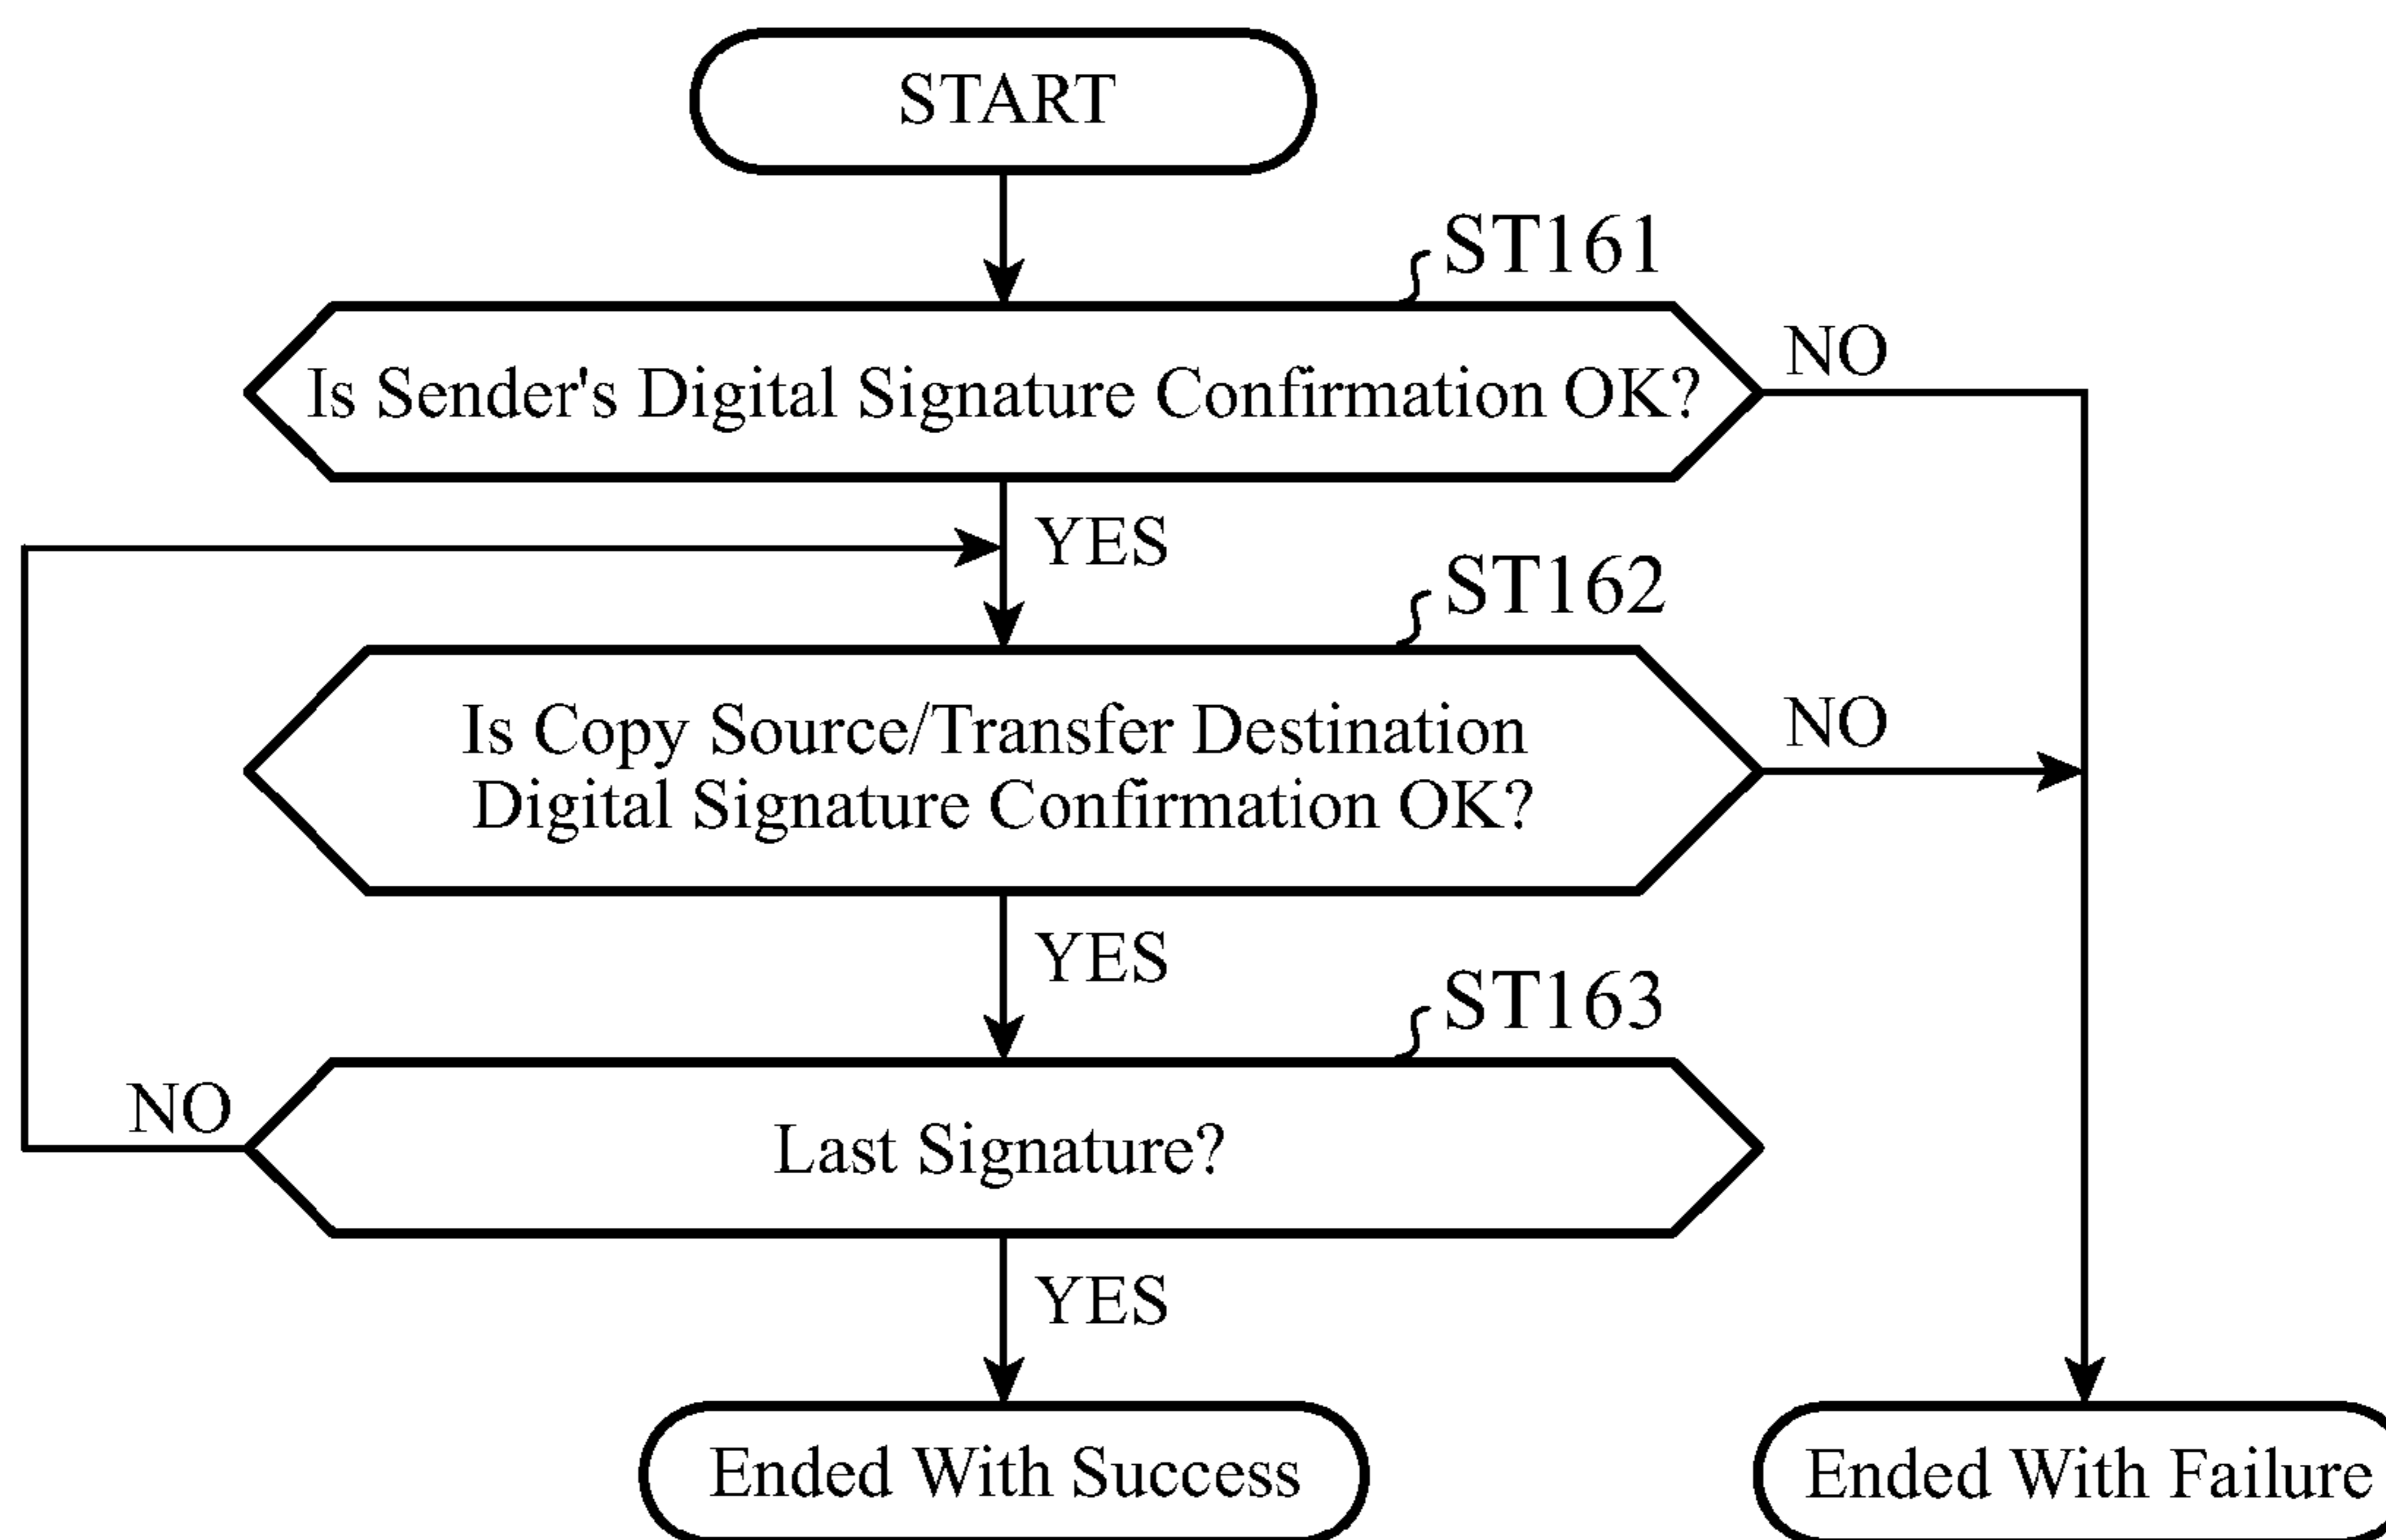 START
ST161
Is Sender's Digital Signature Confirmation OK?
NO
YES
ST162
Is Copy Source/Transfer Destination
Digital Signature Confirmation OK?
NO
YES
ST163
NO
Last Signature?
YES
Ended With Success
Ended With Failure